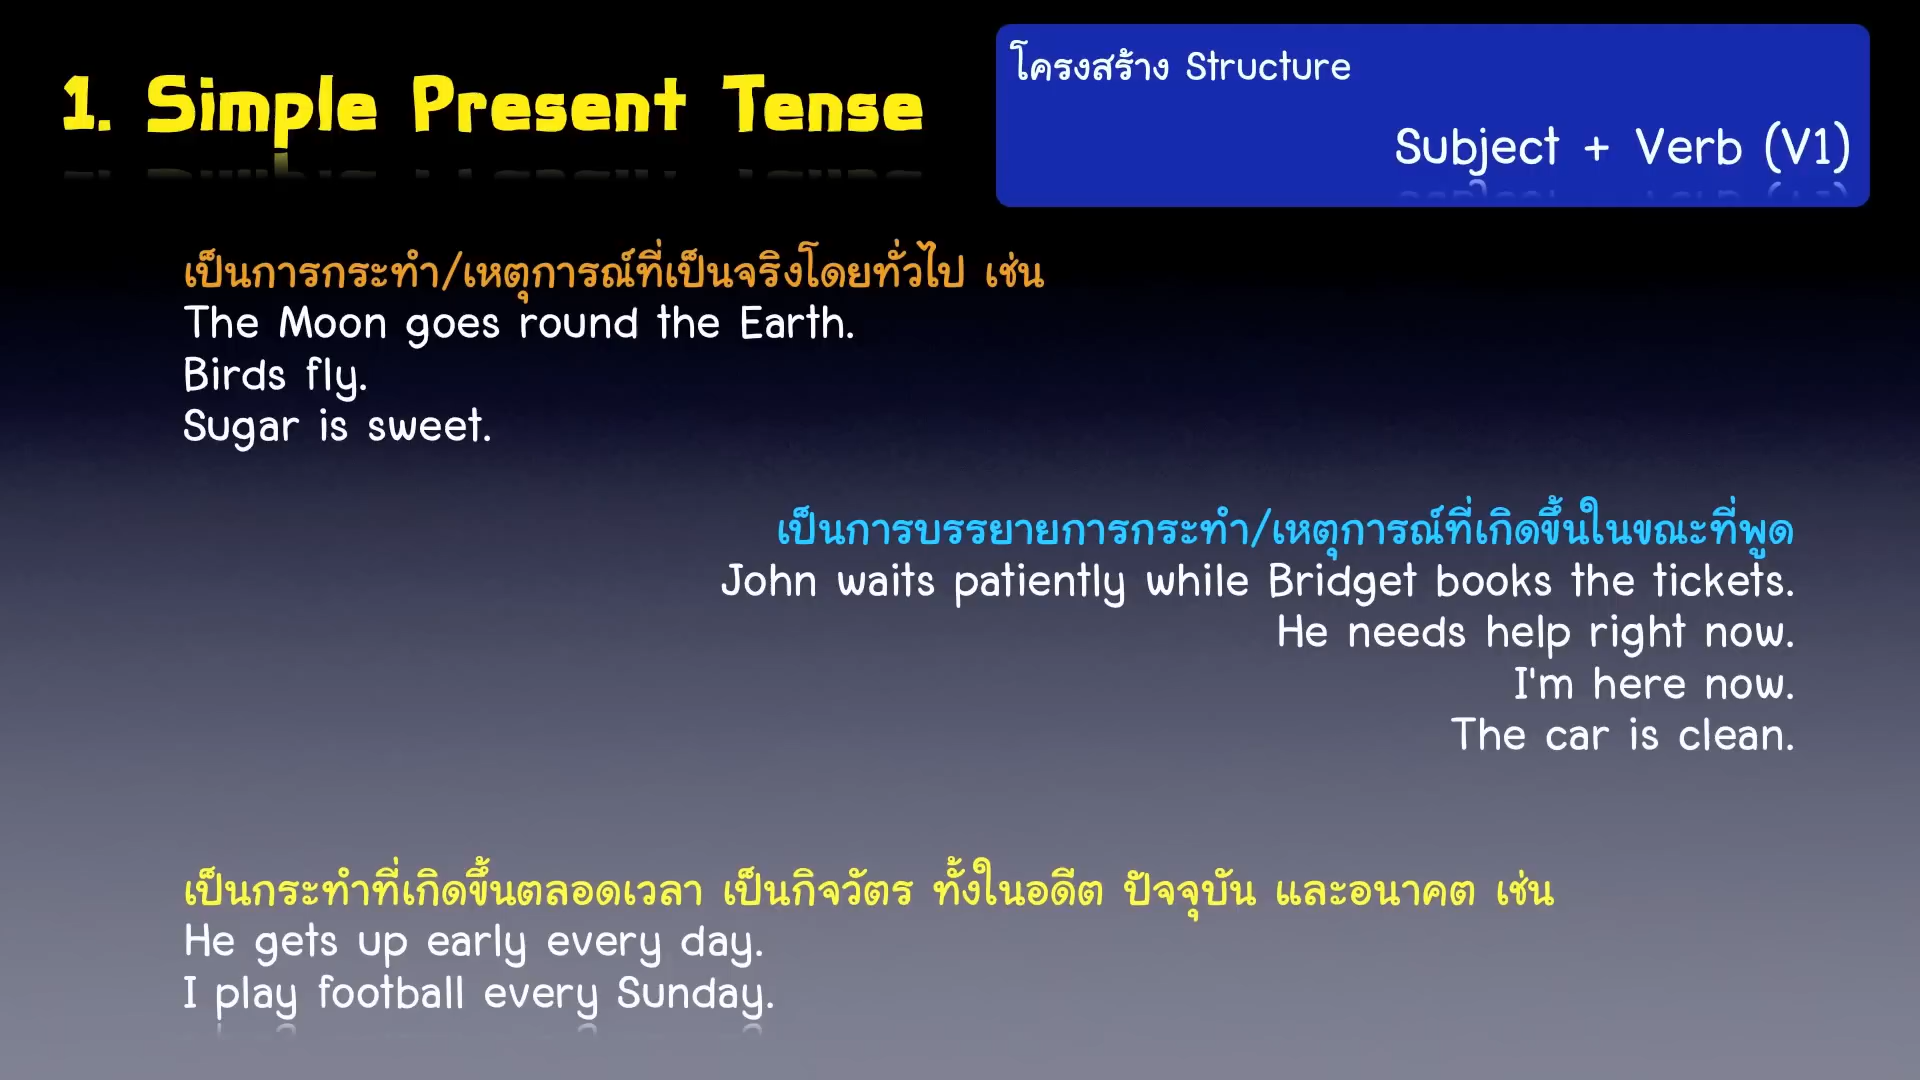 1. Simple Present Tense
โครงสร้าง Structure
Subject + Verb (V1)
เป็นการกระทำ/เหตุการณ์ที่เป็นจริงโดยทั่วไป เช่น
The Moon goes round the Earth.
Birds fly.
Sugar is sweet.
เป็นการบรรยายการกระทำ/เหตุการณ์ที่เกิดขึ้นในขณะที่พูด
John waits patiently while Bridget books the tickets.
He needs help right now.
I'm here now.
The car is clean.
เป็นกระทำที่เกิดขึ้นตลอดเวลา เป็นกิจวัตร ทั้งในอดีต ปัจจุบัน และอนาคต เช่น
He gets up early every day.
I play football every Sunday.